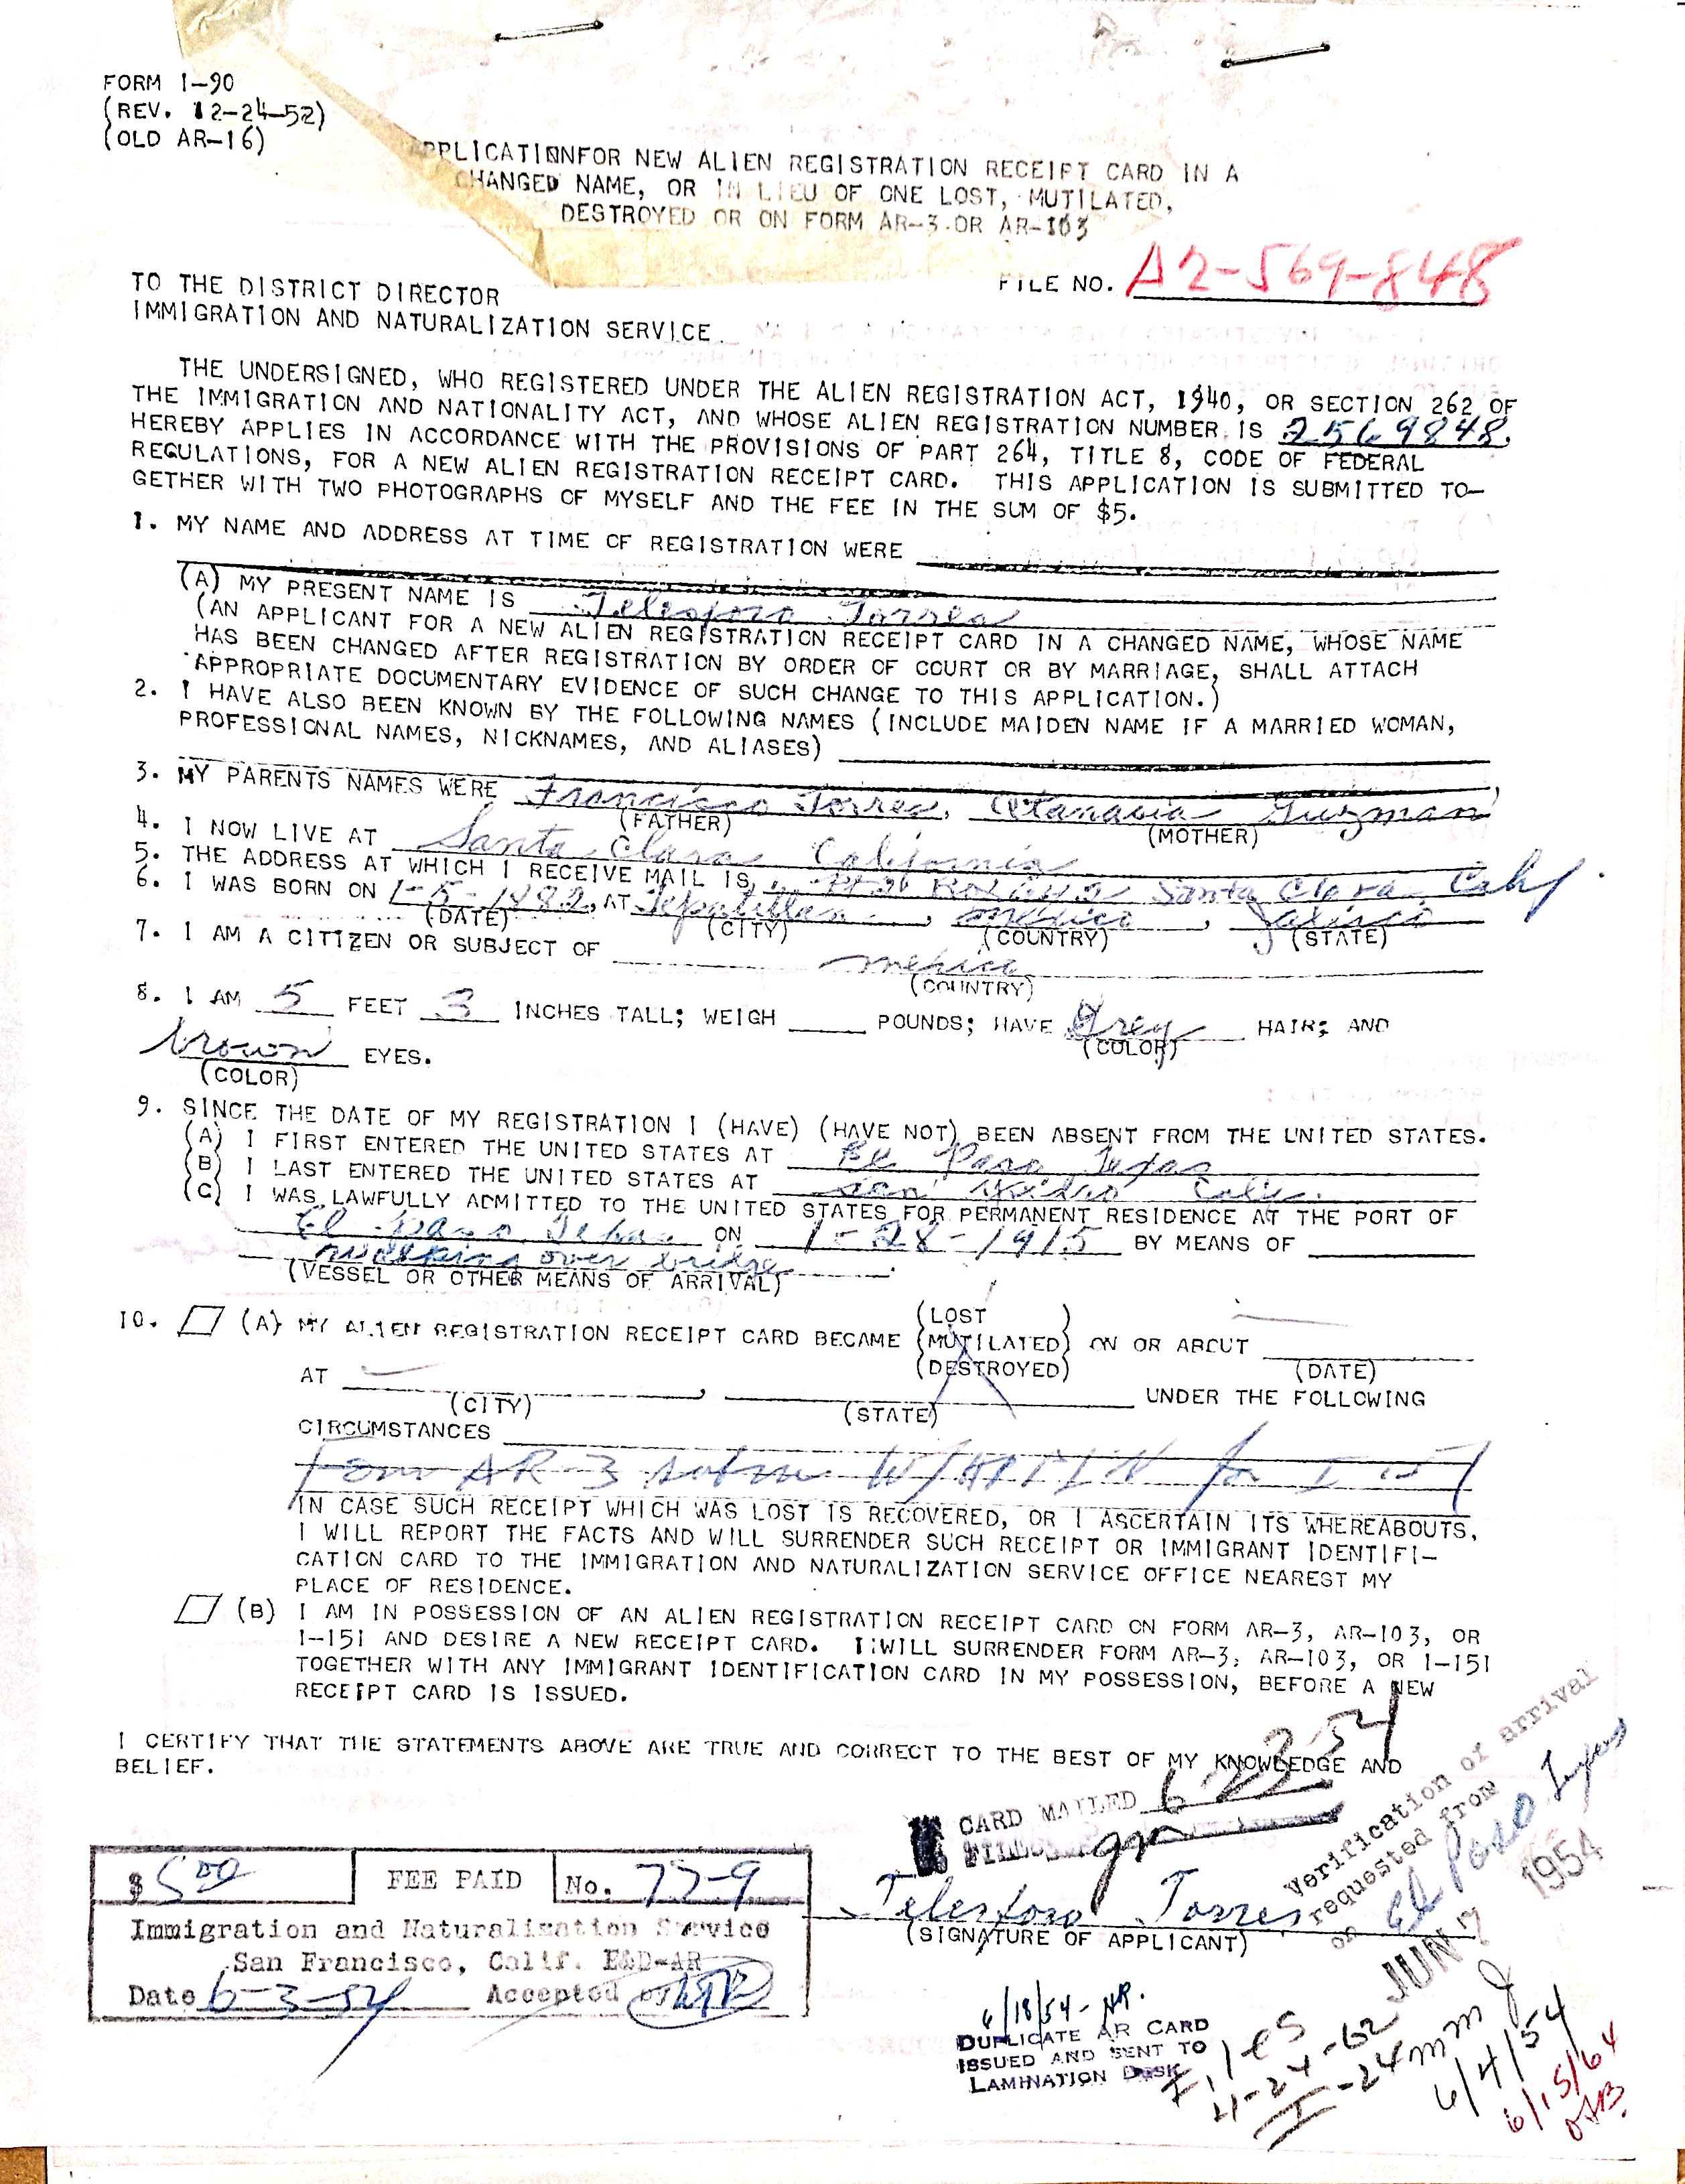 FORM I-90
(REV. 12-24-52)
(OLD AR-16)
APPLICATIONFOR NEW ALIEN REGISTRATION RECEIPT CARD IN A
CHANGED NAME, OR IN LIEU OF ONE LOST, MUTILATED,
DESTROYED OR ON FORM AR-3 OR AR-103
FILE NO. A2-569-848
TO THE DISTRICT DIRECTOR
IMMIGRATION AND NATURALIZATION SERVICE
THE UNDERSIGNED, WHO REGISTERED UNDER THE ALIEN REGISTRATION ACT, 1940, OR SECTION 262 OF
THE IMMIGRATION AND NATIONALITY ACT, AND WHOSE ALIEN REGISTRATION NUMBER IS 2569848,
HEREBY APPLIES IN ACCORDANCE WITH THE PROVISIONS OF PART 264, TITLE 8, CODE OF FEDERAL
REGULATIONS, FOR A NEW ALIEN REGISTRATION RECEIPT CARD. THIS APPLICATION IS SUBMITTED TO-
GETHER WITH TWO PHOTOGRAPHS OF MYSELF AND THE FEE IN THE SUM OF $5.
1. MY NAME AND ADDRESS AT TIME OF REGISTRATION WERE
(A) MY PRESENT NAME IS Telesforo Torres
(AN APPLICANT FOR A NEW ALIEN REGISTRATION RECEIPT CARD IN A CHANGED NAME, WHOSE NAME
HAS BEEN CHANGED AFTER REGISTRATION BY ORDER OF COURT OR BY MARRIAGE, SHALL ATTACH
APPROPRIATE DOCUMENTARY EVIDENCE OF SUCH CHANGE TO THIS APPLICATION.)
2. I HAVE ALSO BEEN KNOWN BY THE FOLLOWING NAMES (INCLUDE MAIDEN NAME IF A MARRIED WOMAN,
PROFESSIONAL NAMES, NICKNAMES, AND ALIASES)
3. MY PARENTS NAMES WERE Francisco Torres, Guzman
(FATHER) (MOTHER)
4. I NOW LIVE AT Santa Clara California
5. THE ADDRESS AT WHICH I RECEIVE MAIL IS Santa Clara Calif.
6. I WAS BORN ON 1-5-1882, AT Tepatitlan, Mexico, Jalisco
(DATE) (CITY) (COUNTRY) (STATE)
7. I AM A CITIZEN OR SUBJECT OF Mexico
(COUNTRY)
8. I AM 5 FEET 3 INCHES TALL; WEIGH POUNDS; HAVE Grey HAIR; AND
(COLOR)
brown EYES.
(COLOR)
9. SINCE THE DATE OF MY REGISTRATION I (HAVE) (HAVE NOT) BEEN ABSENT FROM THE UNITED STATES.
(A) I FIRST ENTERED THE UNITED STATES AT El Paso Texas
(B) I LAST ENTERED THE UNITED STATES AT San Ysidro Calif.
(C) I WAS LAWFULLY ADMITTED TO THE UNITED STATES FOR PERMANENT RESIDENCE AT THE PORT OF
El Paso Texas ON 1-28-1915 BY MEANS OF
walking over bridge
(VESSEL OR OTHER MEANS OF ARRIVAL)
10. (A) MY ALIEN REGISTRATION RECEIPT CARD BECAME (LOST) (MUTILATED) (DESTROYED) ON OR ABOUT
(DATE)
AT , UNDER THE FOLLOWING
(CITY) (STATE)
CIRCUMSTANCES
Form AR-3 for I-151
IN CASE SUCH RECEIPT WHICH WAS LOST IS RECOVERED, OR I ASCERTAIN ITS WHEREABOUTS,
I WILL REPORT THE FACTS AND WILL SURRENDER SUCH RECEIPT OR IMMIGRANT IDENTIFI-
CATION CARD TO THE IMMIGRATION AND NATURALIZATION SERVICE OFFICE NEAREST MY
PLACE OF RESIDENCE.
(B) I AM IN POSSESSION OF AN ALIEN REGISTRATION RECEIPT CARD ON FORM AR-3, AR-103, OR
I-151 AND DESIRE A NEW RECEIPT CARD. I WILL SURRENDER FORM AR-3, AR-103, OR I-151
TOGETHER WITH ANY IMMIGRANT IDENTIFICATION CARD IN MY POSSESSION, BEFORE A NEW
RECEIPT CARD IS ISSUED.
I CERTIFY THAT THE STATEMENTS ABOVE ARE TRUE AND CORRECT TO THE BEST OF MY KNOWLEDGE AND
BELIEF.
CARD MAILED 6-22-54
Telesforo Torres
(SIGNATURE OF APPLICANT)
Verification of arrival
requested from
El Paso Texas
on JUN 7 1954
$ 5.00 FEE PAID No. 77-9
Immigration and Naturalization Service
San Francisco, Calif. E&D-AR
Date 6-3-54 Accepted by
6/18/54
DUPLICATE AR CARD
ISSUED AND SENT TO
LAMINATION DESK
Files
4-24-62
6/4/54
6/15/64